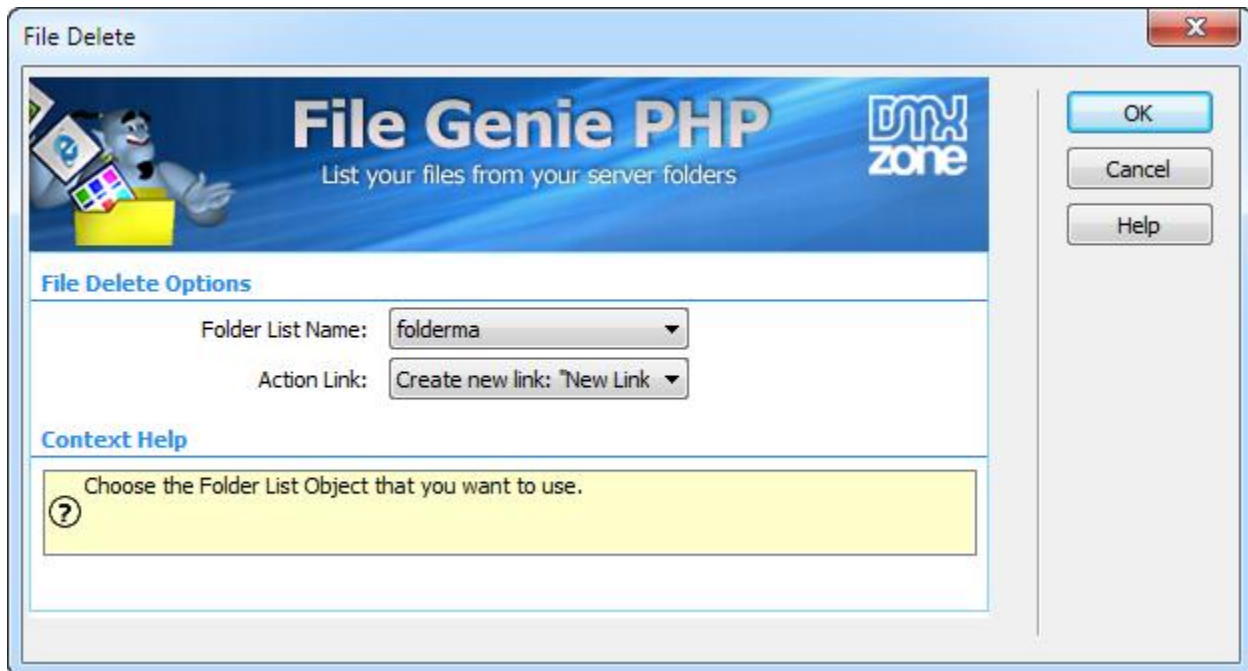 File Delete
File Genie PHP
List your files from your server folders
DMX
zone
OK
Cancel
Help
File Delete Options
Folder List Name: folderma
Action Link: Create new link: "New Link
Context Help
Choose the Folder List Object that you want to use.
?